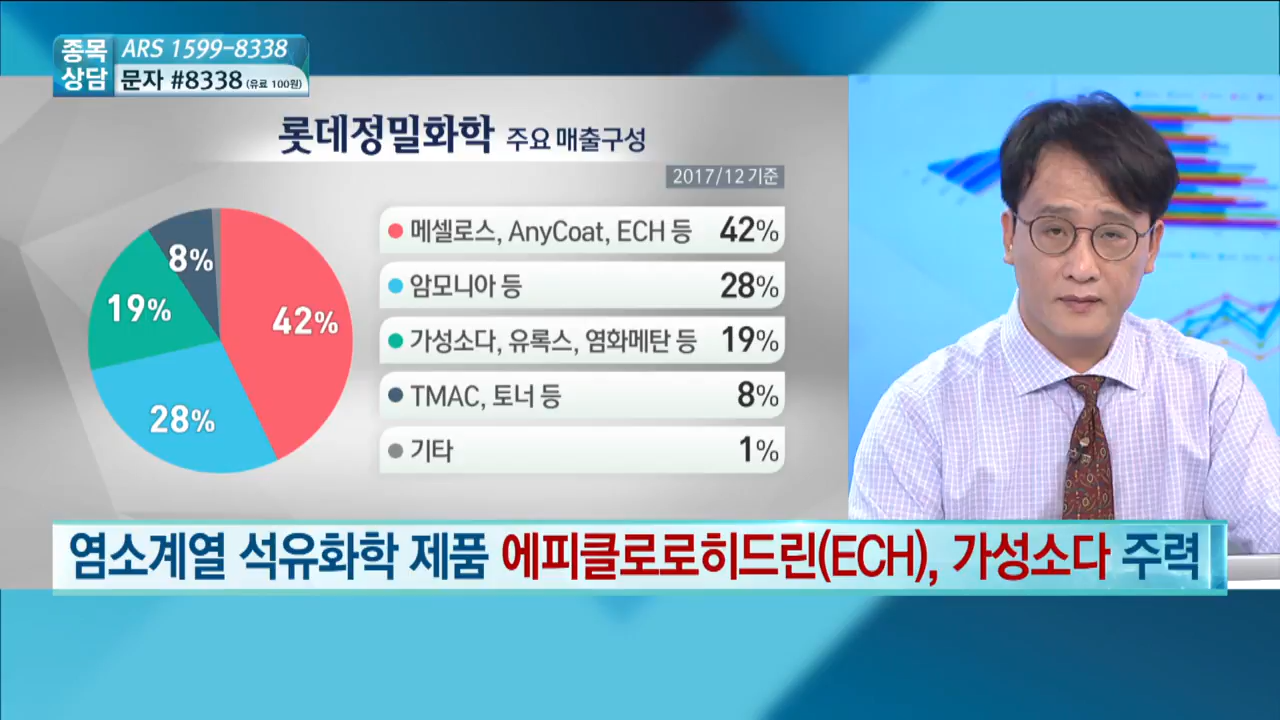 종목
상담
ARS 1599-8338
문자 #8338 (유료 100원)
롯데정밀화학 주요 매출구성
2017/12 기준
메셀로스, AnyCoat, ECH 등 42%
암모니아 등 28%
가성소다, 유록스, 염화메탄 등 19%
TMAC, 토너 등 8%
기타 1%
8%
19%
42%
28%
염소계열 석유화학 제품 에피클로로히드린(ECH), 가성소다 주력